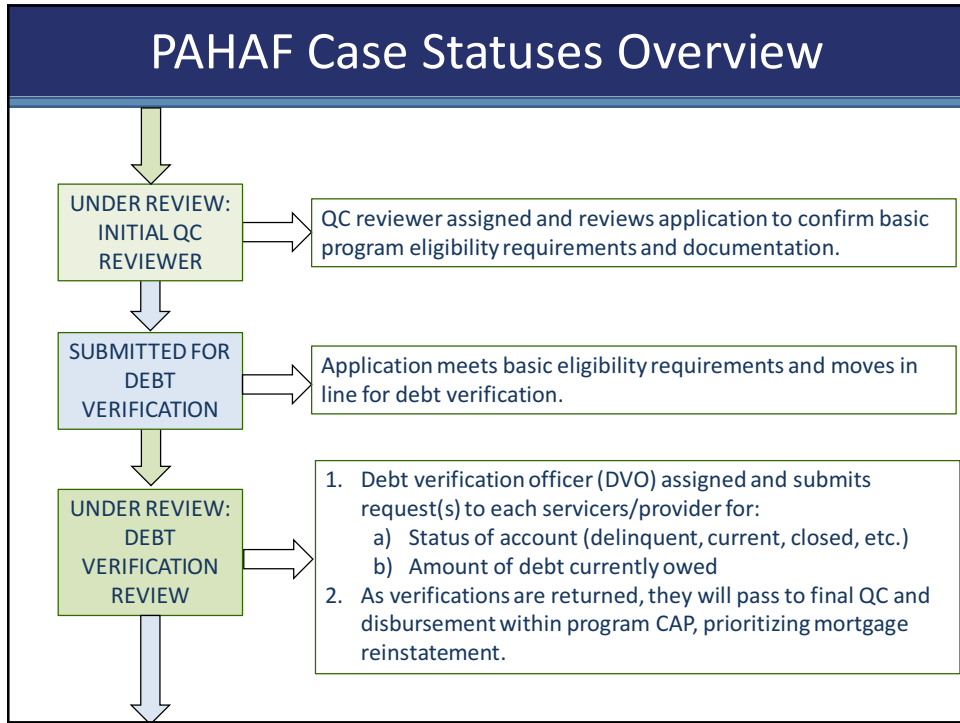 PAHAF Case Statuses Overview
UNDER REVIEW:
INITIAL QC
REVIEWER
QC reviewer assigned and reviews application to confirm basic
program eligibility requirements and documentation.
SUBMITTED FOR
DEBT
VERIFICATION
Application meets basic eligibility requirements and moves in
line for debt verification.
UNDER REVIEW:
DEBT
VERIFICATION
REVIEW
1. Debt verification officer (DVO) assigned and submits
request(s) to each servicers/provider for:
a) Status of account (delinquent, current, closed, etc.)
b) Amount of debt currently owed
2. As verifications are returned, they will pass to final QC and
disbursement within program CAP, prioritizing mortgage
reinstatement.